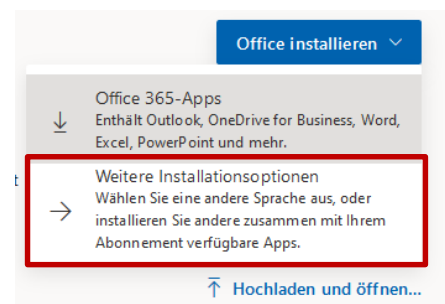 Office installieren
Office 365-Apps
Enthält Outlook, OneDrive for Business, Word,
Excel, PowerPoint und mehr.
Weitere Installationsoptionen
t
Wählen Sie eine andere Sprache aus, oder
installieren Sie andere zusammen mit Ihrem
Abonnement verfügbare Apps.
Hochladen und öffnen...